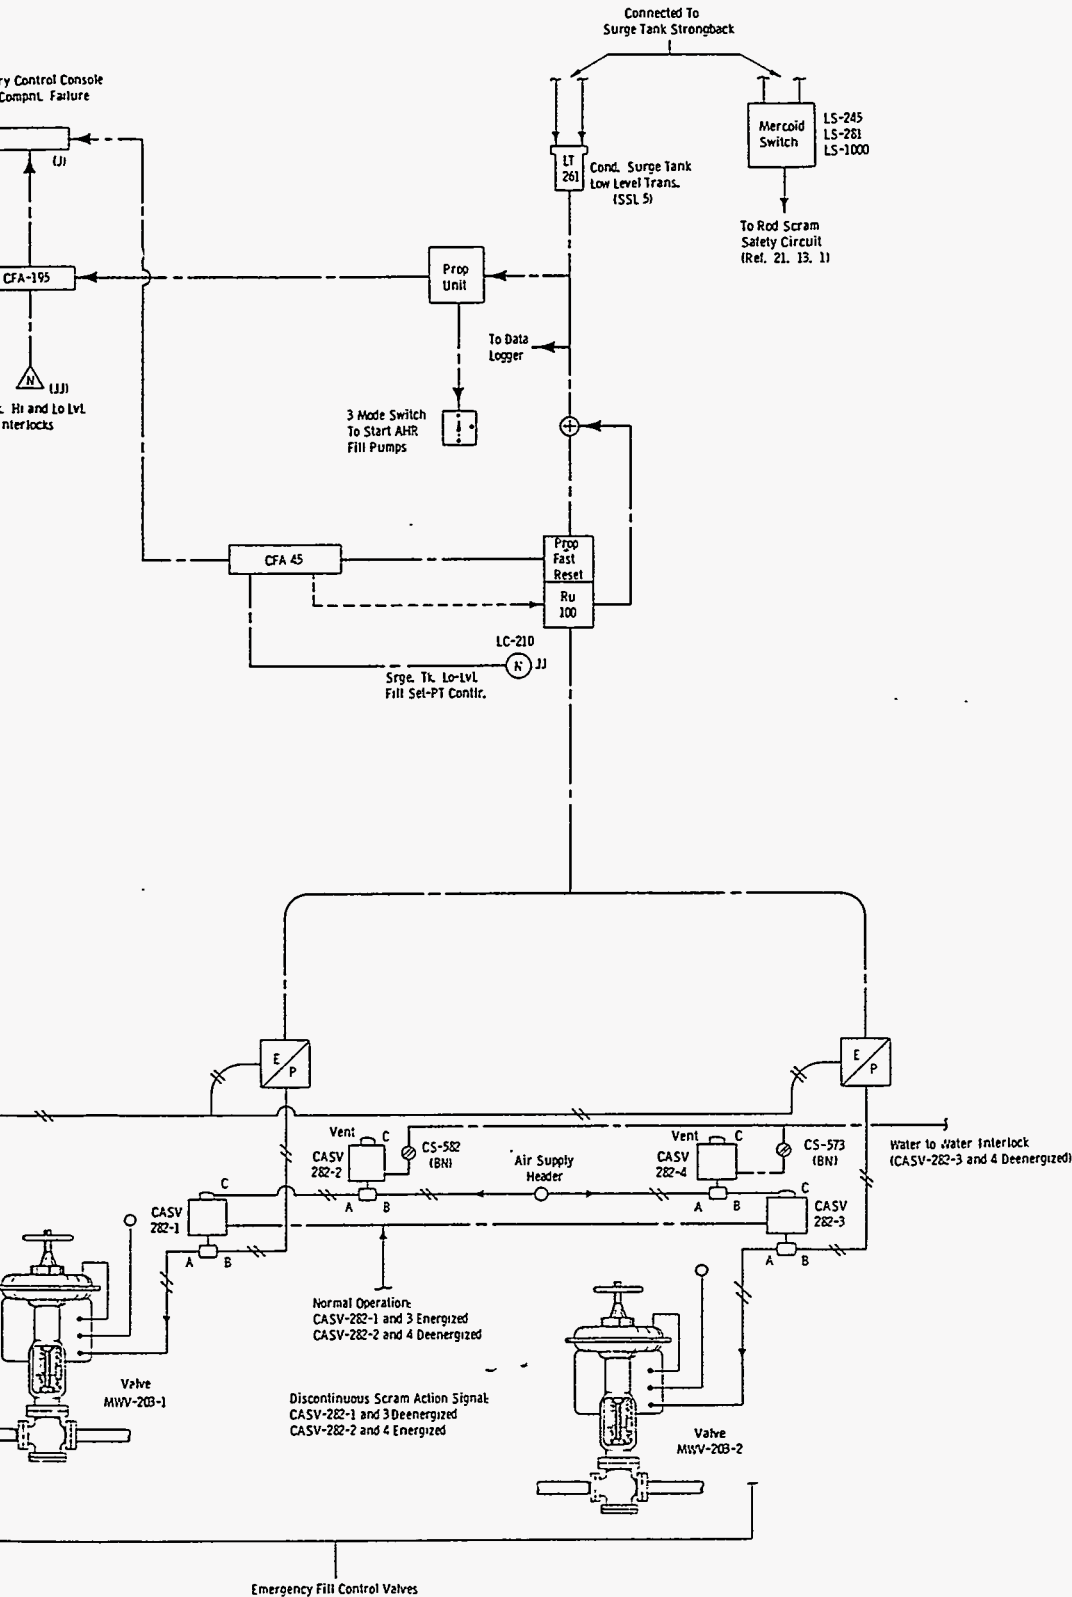 Connected To
Surge Tank Strongback
ry Control Console
Compnt. Failure
(J)
LT
261
Cond. Surge Tank
Low Level Trans.
(SSL 5)
Mercoid
Switch
LS-245
LS-281
LS-1000
To Rod Scram
Safety Circuit
(Ref. 21. 13. 1)
CFA-195
Prop
Unit
To Data
Logger
N
(JJ)
Hi and Lo Lvl.
nterlocks
3 Mode Switch
To Start AHR
Fill Pumps
CFA 45
Prop
Fast
Reset
Ru
100
LC-210
N
JJ
Srge. Tk. Lo-Lvl.
Fill Set-PT Contlr.
E
P
E
P
Vent
C
CASV
282-2
CS-582
(BN)
Air Supply
Header
Vent
C
CASV
282-4
CS-573
(BN)
Water to Water Interlock
(CASV-282-3 and 4 Deenergized)
A
B
A
B
C
CASV
282-1
A
B
C
CASV
282-3
A
B
Normal Operation:
CASV-282-1 and 3 Energized
CASV-282-2 and 4 Deenergized
Valve
MWV-203-1
Discontinuous Scram Action Signal:
CASV-282-1 and 3 Deenergized
CASV-282-2 and 4 Energized
Valve
MWV-203-2
Emergency Fill Control Valves